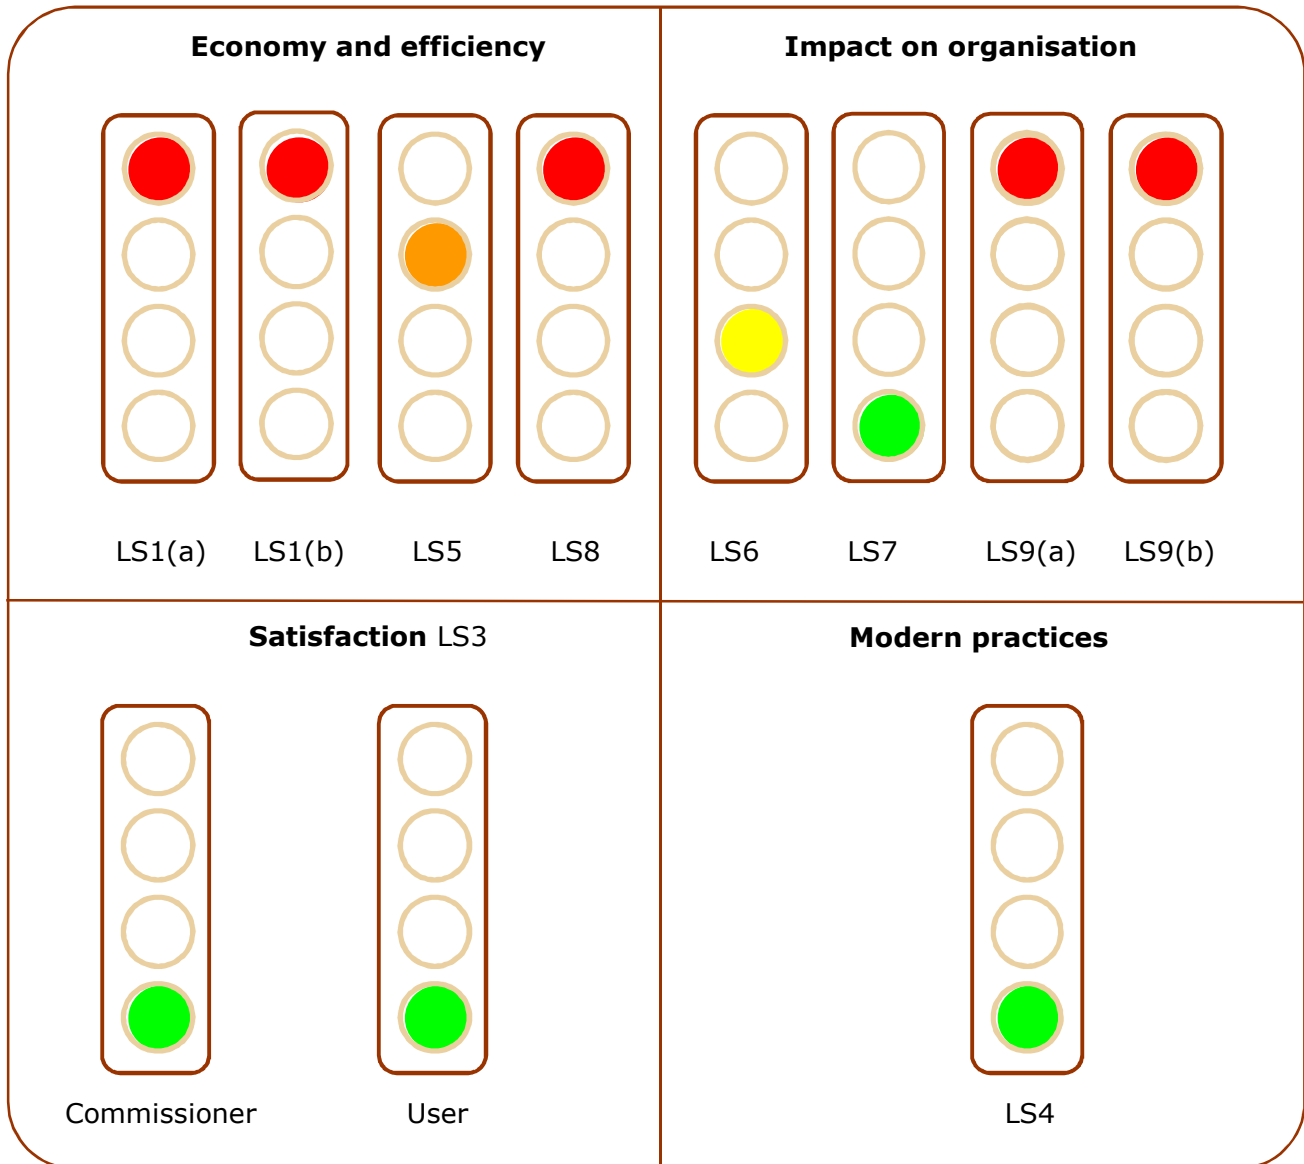 Economy and efficiency
Impact on organisation
LS1(a) LS1(b) LS5 LS8
LS6 LS7 LS9(a) LS9(b)
Satisfaction LS3
Modern practices
Commissioner User
LS4